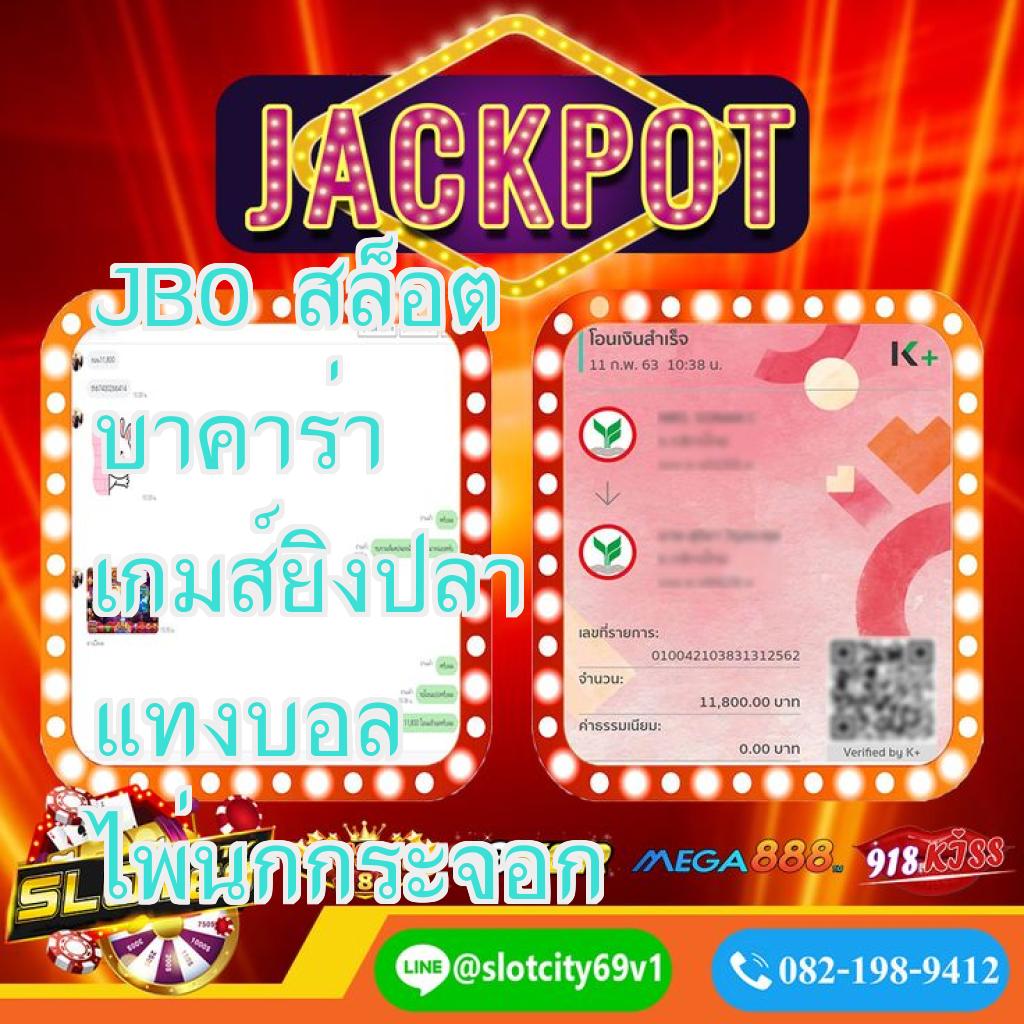 JACKPOT
JBO สล็อต
บาคาร่า
เกมส์ยิงปลา
แทงบอล
ไพ่นกกระจอก
โอนเงินสำเร็จ
11 ก.พ. 63 10:38 น.
K+
เลขที่รายการ:
010042103831312562
จำนวน:
11,800.00 บาท
ค่าธรรมเนียม:
0.00 บาท
Verified by K+
MEGA888
918KISS
LINE @slotcity69v1
082-198-9412